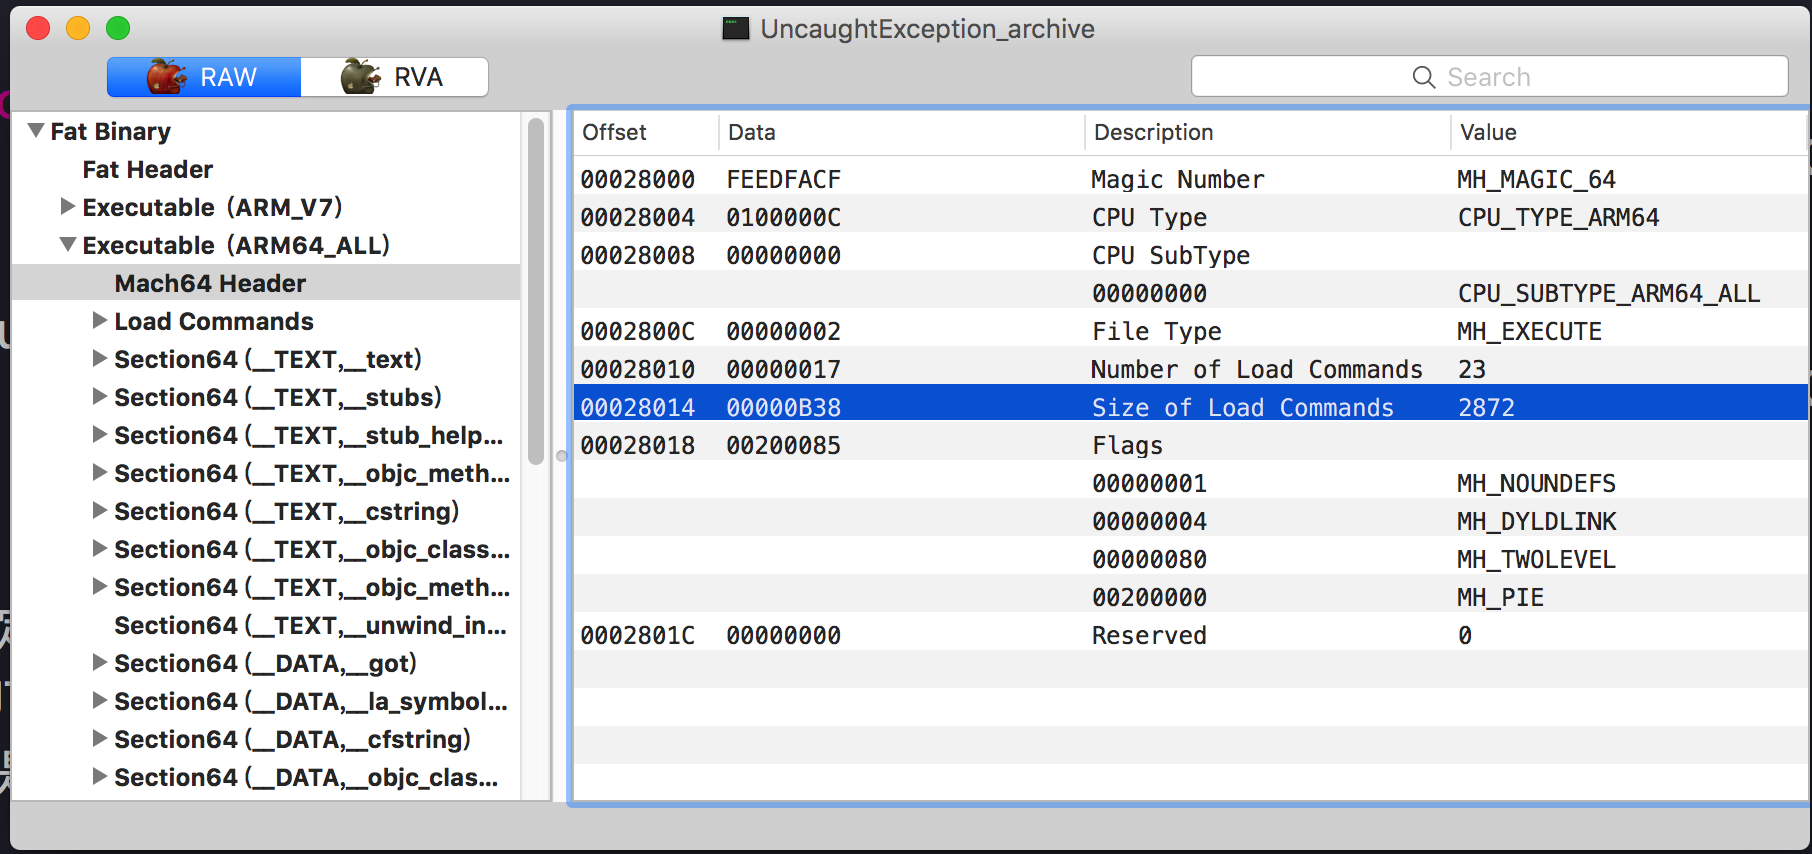 UncaughtException_archive
RAW RVA Search
Fat Binary
Fat Header
Executable (ARM_V7)
Executable (ARM64_ALL)
Mach64 Header
Load Commands
Section64 (__TEXT,__text)
Section64 (__TEXT,__stubs)
Section64 (__TEXT,__stub_help...
Section64 (__TEXT,__objc_meth...
Section64 (__TEXT,__cstring)
Section64 (__TEXT,__objc_class...
Section64 (__TEXT,__objc_meth...
Section64 (__TEXT,__unwind_in...
Section64 (__DATA,__got)
Section64 (__DATA,__la_symbol...
Section64 (__DATA,__cfstring)
Section64 (__DATA,__objc_clas...
Offset Data Description Value
00028000 FEEDFACF Magic Number MH_MAGIC_64
00028004 0100000C CPU Type CPU_TYPE_ARM64
00028008 00000000 CPU SubType
00000000 CPU_SUBTYPE_ARM64_ALL
0002800C 00000002 File Type MH_EXECUTE
00028010 00000017 Number of Load Commands 23
00028014 00000B38 Size of Load Commands 2872
00028018 00200085 Flags
00000001 MH_NOUNDEFS
00000004 MH_DYLDLINK
00000080 MH_TWOLEVEL
00200000 MH_PIE
0002801C 00000000 Reserved 0